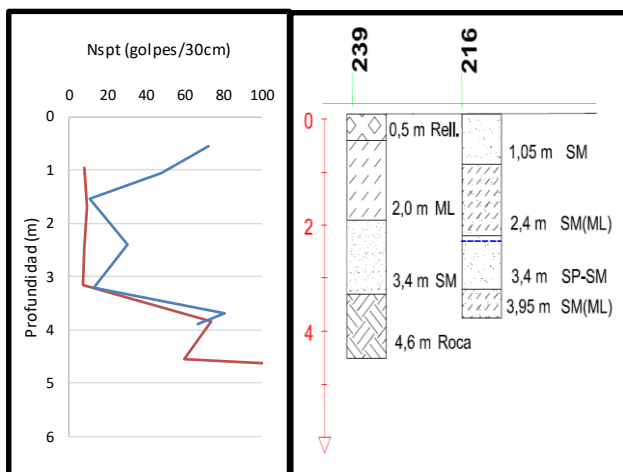 Nspt (golpes/30cm)
0 20 40 60 80 100
0
1
2
3
4
5
6
Profundidad (m)
239
216
0
2
4
0,5 m Rell.
2,0 m ML
3,4 m SM
4,6 m Roca
1,05 m SM
2,4 m SM(ML)
3,4 m SP-SM
3,95 m SM(ML)